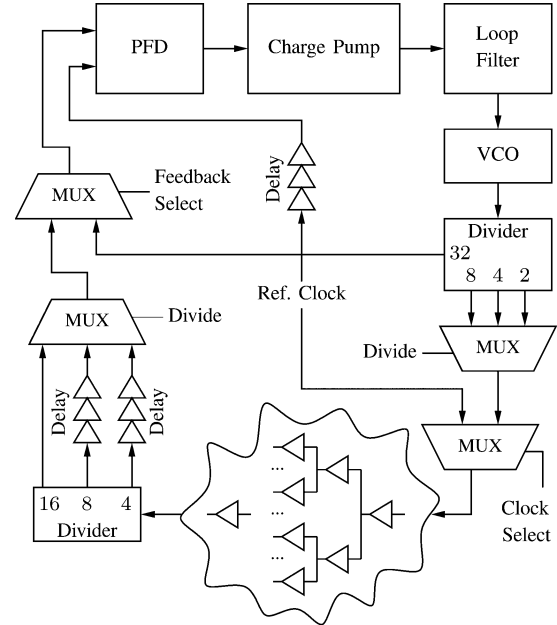 PFD
Charge Pump
Loop
Filter
VCO
Divider
32
8 4 2
Delay
MUX
Feedback
Select
Ref. Clock
MUX
Divide
Divide
MUX
Delay
Delay
MUX
Clock
Select
16 8 4
Divider
...
...